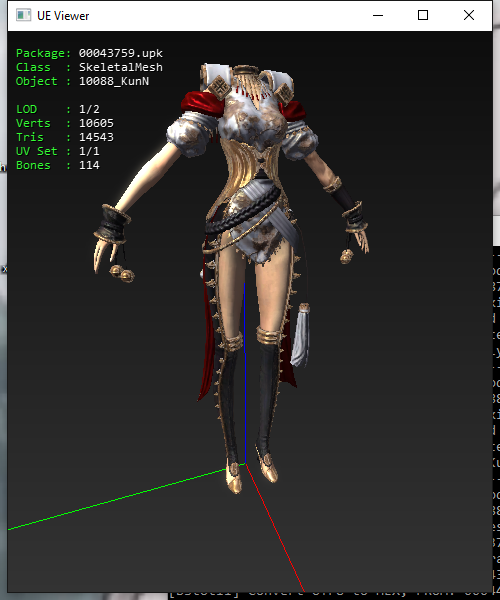 UE Viewer
Package: 00043759.upk
Class : SkeletalMesh
Object : 10088_KunN
LOD : 1/2
Verts : 10605
Tris : 14543
UV Set : 1/1
Bones : 114